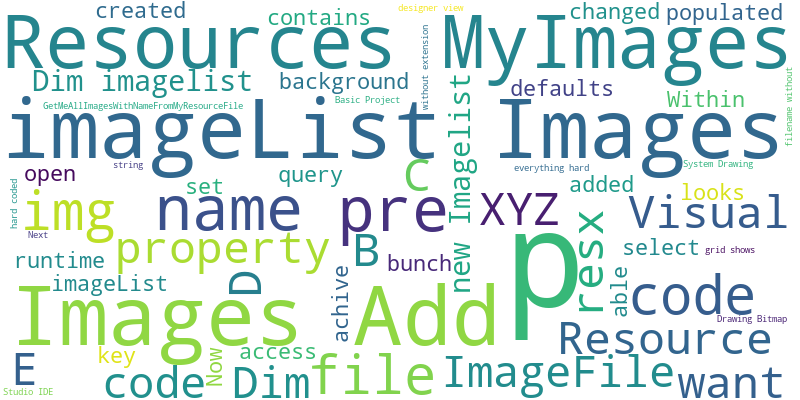 created
contains
designer view
changed
populated
Resources
MyImages
without extension
Dim imagelist
background
defaults
filename without
GetMeAllImagesWithNameFromMyResourceFile
Basic Project
Within
imageList
Images
new Imagelist
string
everything hard
System Drawing
open
set
query
C
added
looks
hard coded
img
name
pre
XYZ
Visual
Next
property
B
p
resx
select
grid shows
runtime
bunch
imageList
D
achive
able
code
Images
Add
Drawing Bitmap
Resource
key
Now
access
E
code
Dim
file
ImageFile
want
Studio IDE